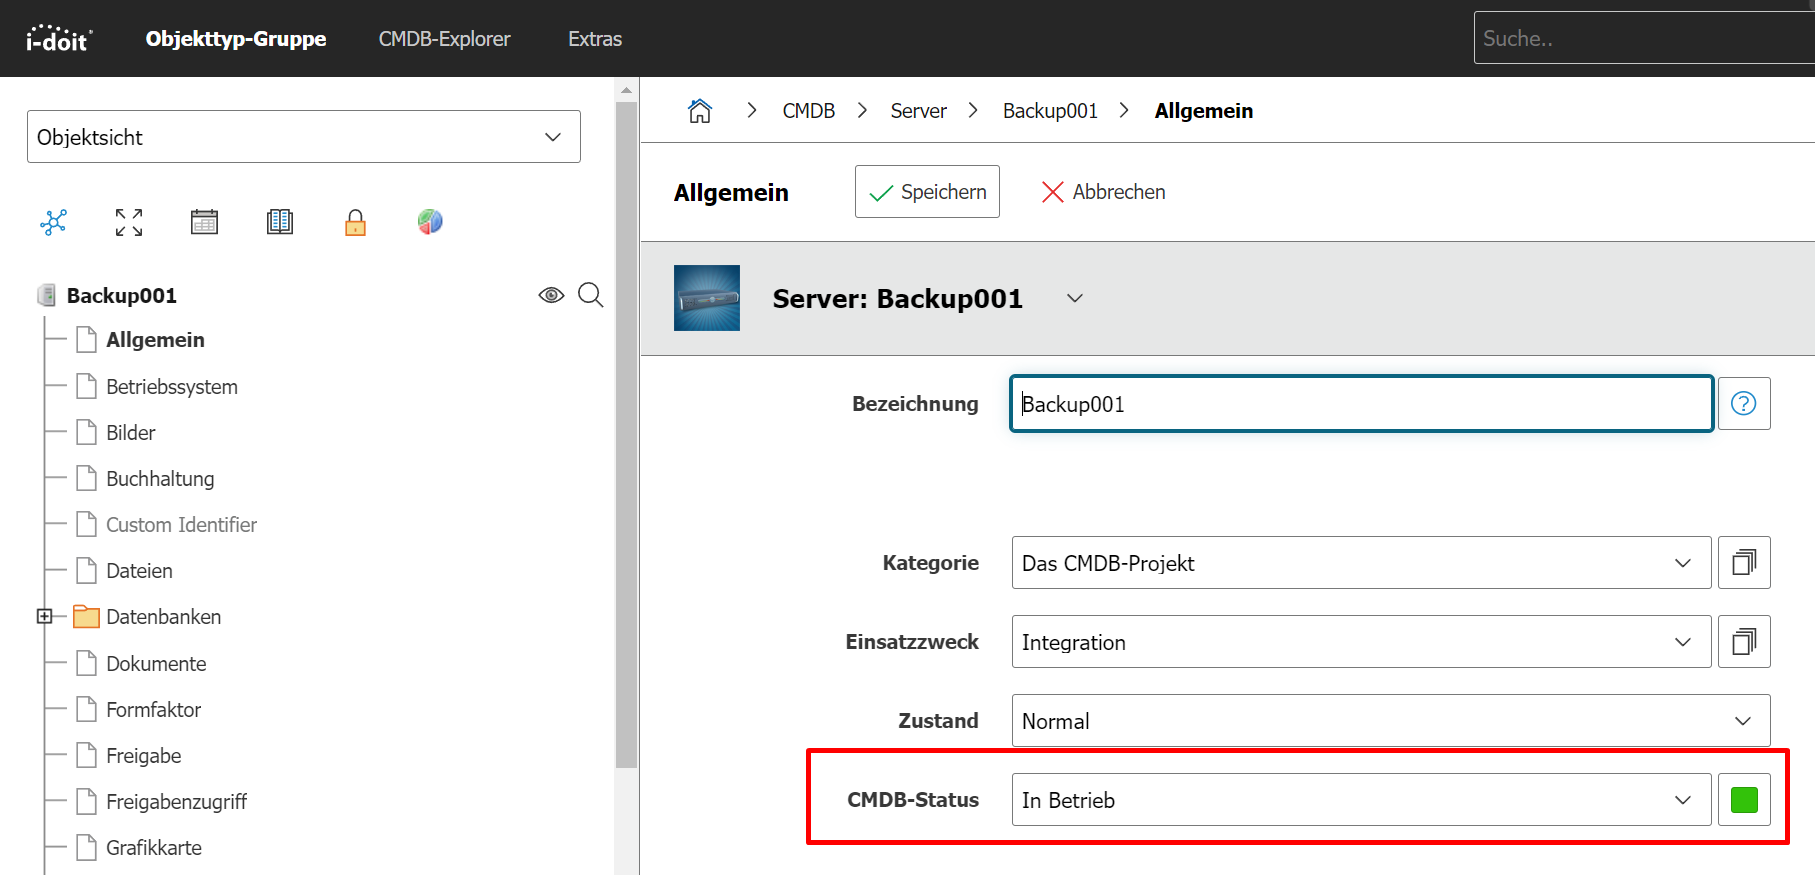 i-doit® Objekttyp-Gruppe CMDB-Explorer Extras Suche..
Objektsicht
Backup001
Allgemein
Betriebssystem
Bilder
Buchhaltung
Custom Identifier
Dateien
Datenbanken
Dokumente
Formfaktor
Freigabe
Freigabenzugriff
Grafikkarte
CMDB Server Backup001 Allgemein
Allgemein Speichern Abbrechen
Server: Backup001
Bezeichnung Backup001
Kategorie Das CMDB-Projekt
Einsatzzweck Integration
Zustand Normal
CMDB-Status In Betrieb